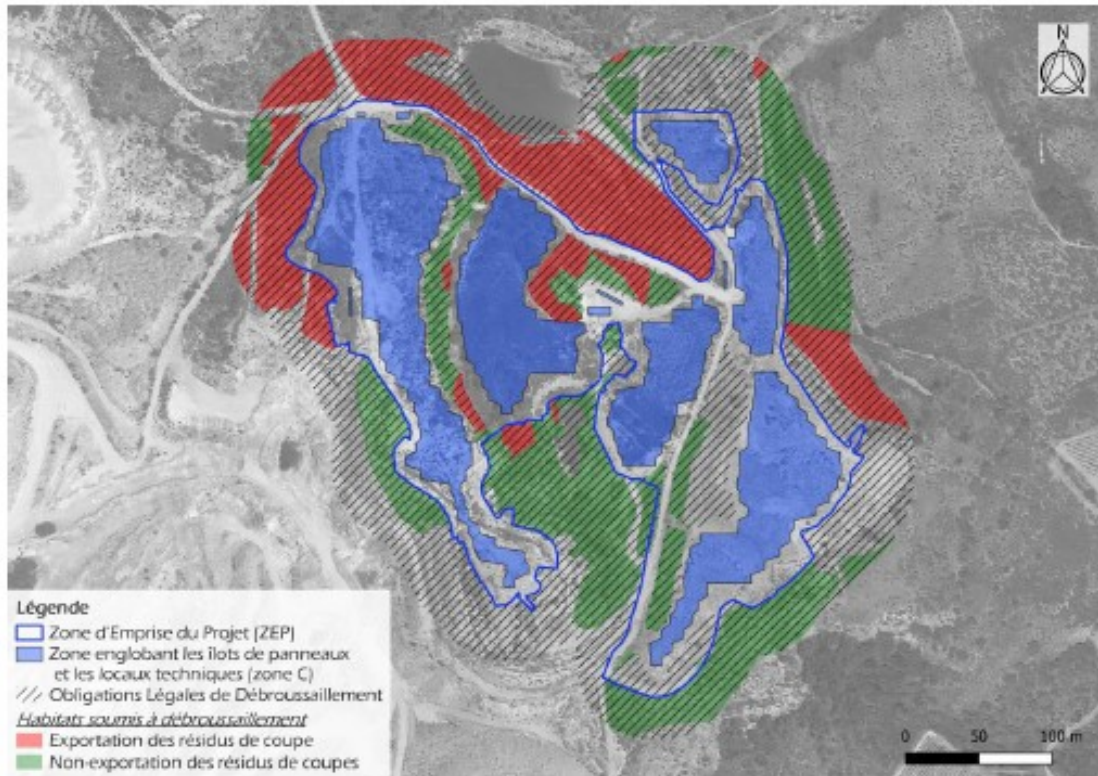 N
Légende
Zone d'Emprise du Projet (ZEP)
Zone englobant les îlots de panneaux
et les locaux techniques (zone C)
Obligations Légales de Débroussaillement
Habitats soumis à débroussaillement
Exportation des résidus de coupe
Non-exportation des résidus de coupes
0 50 100 m